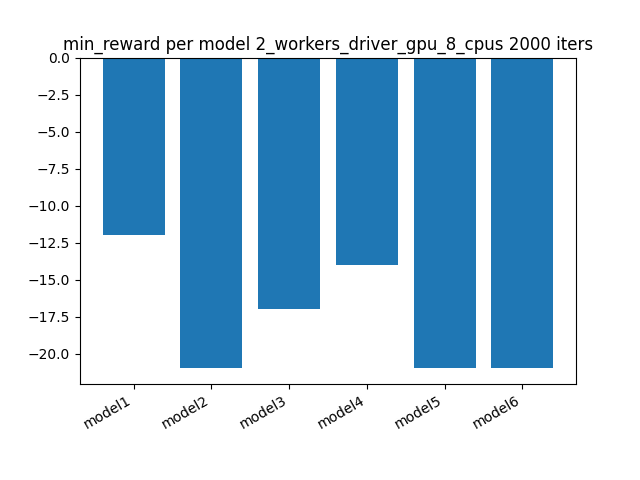 min_reward per model 2_workers_driver_gpu_8_cpus 2000 iters
0.0
−2.5
−5.0
−7.5
−10.0
−12.5
−15.0
−17.5
−20.0
model1
model2
model3
model4
model5
model6